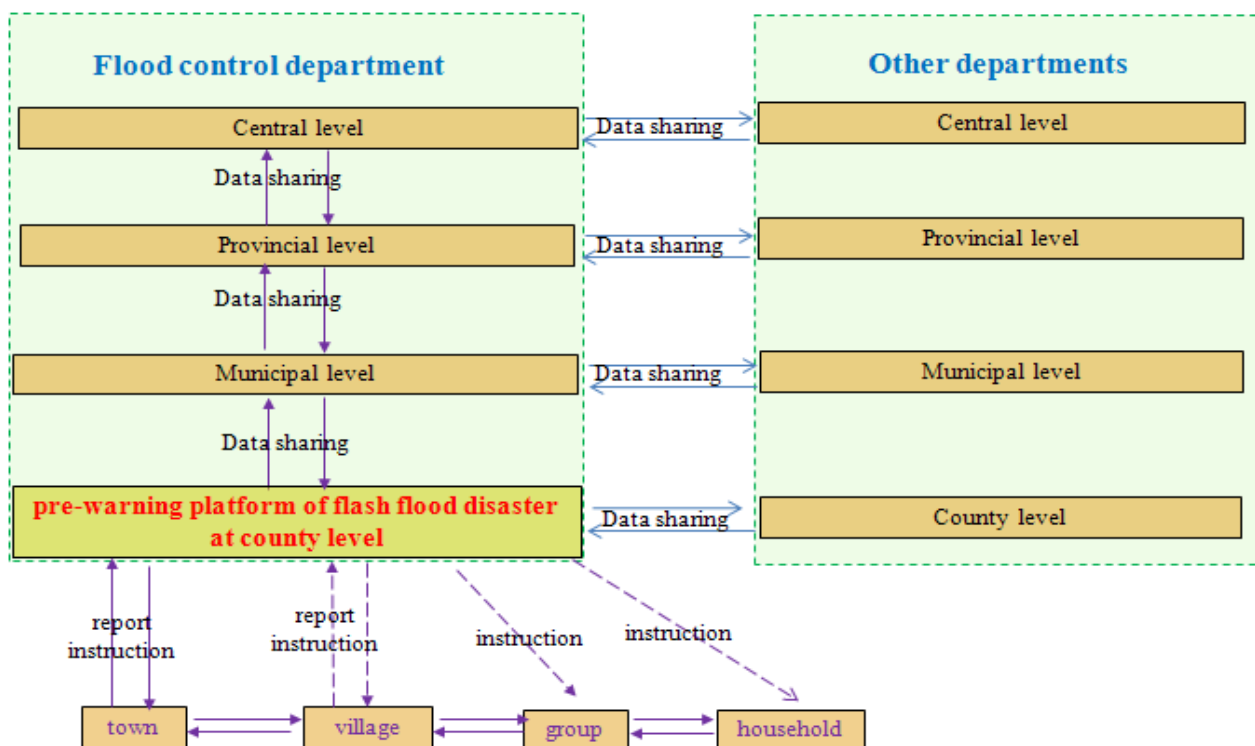 Flood control department
Other departments
Central level
Data sharing
Central level
Data sharing
Provincial level
Data sharing
Provincial level
Data sharing
Municipal level
Data sharing
Municipal level
Data sharing
pre-warning platform of flash flood disaster
at county level
Data sharing
County level
report
instruction
report
instruction
instruction
instruction
town
village
group
household